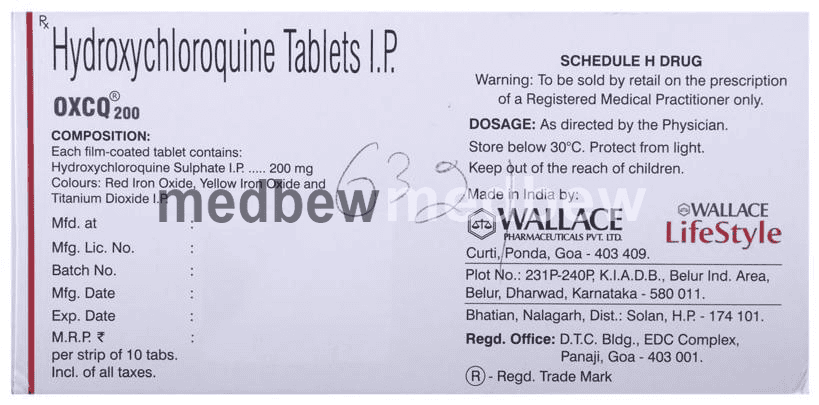 Rx
Hydroxychloroquine Tablets I.P.
OXCQ® 200
COMPOSITION:
Each film-coated tablet contains:
Hydroxychloroquine Sulphate I.P. ..... 200 mg
Colours: Red Iron Oxide, Yellow Iron Oxide and
Titanium Dioxide I.P.
Mfd. at :
Mfg. Lic. No. :
Batch No. :
Mfg. Date :
Exp. Date :
M.R.P. ₹ :
per strip of 10 tabs.
Incl. of all taxes.
632
medbew
medbew
SCHEDULE H DRUG
Warning: To be sold by retail on the prescription
of a Registered Medical Practitioner only.
DOSAGE: As directed by the Physician.
Store below 30°C. Protect from light.
Keep out of the reach of children.
Made in India by:
WALLACE
PHARMACEUTICALS PVT. LTD.
WALLACE
LifeStyle
Curti, Ponda, Goa - 403 409.
Plot No.: 231P-240P, K.I.A.D.B., Belur Ind. Area,
Belur, Dharwad, Karnataka - 580 011.
Bhatian, Nalagarh, Dist.: Solan, H.P. - 174 101.
Regd. Office: D.T.C. Bldg., EDC Complex,
Panaji, Goa - 403 001.
® - Regd. Trade Mark